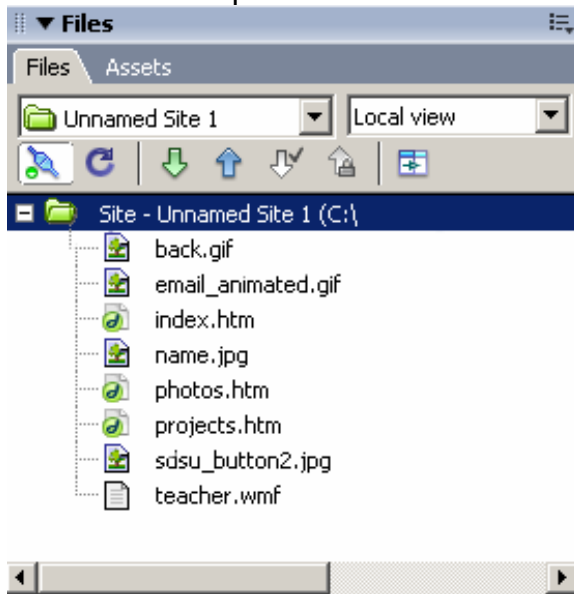 Files
Files Assets
Unnamed Site 1 Local view
Site - Unnamed Site 1 (C:\
back.gif
email_animated.gif
index.htm
name.jpg
photos.htm
projects.htm
sdsu_button2.jpg
teacher.wmf